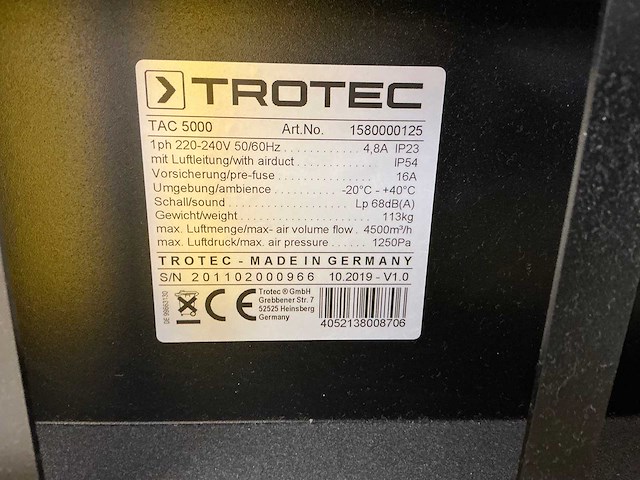 TROTEC
TAC 5000 Art.No. 1580000125
1ph 220-240V 50/60Hz ............ 4,8A IP23
mit Luftleitung/with airduct ............ IP54
Vorsicherung/pre-fuse ............ 16A
Umgebung/ambience ............ -20°C - +40°C
Schall/sound ............ Lp 68dB(A)
Gewicht/weight ............ 113kg
max. Luftmenge/max- air volume flow . 4500m³/h
max. Luftdruck/max. air pressure ...... 1250Pa
TROTEC - MADE IN GERMANY
S/N 201102000966 10.2019 - V1.0
DE 99563130
CE
Trotec ® GmbH
Grebbener Str. 7
52525 Heinsberg
Germany
4052138008706